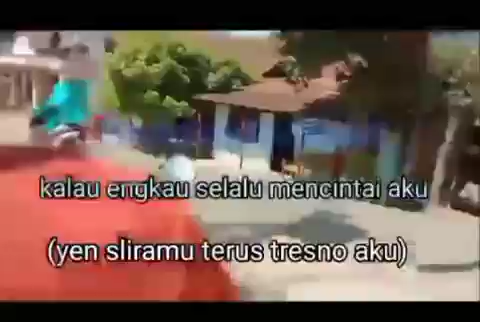 kalau engkau selalu mencintai aku
(yen sliramu terus tresno aku)